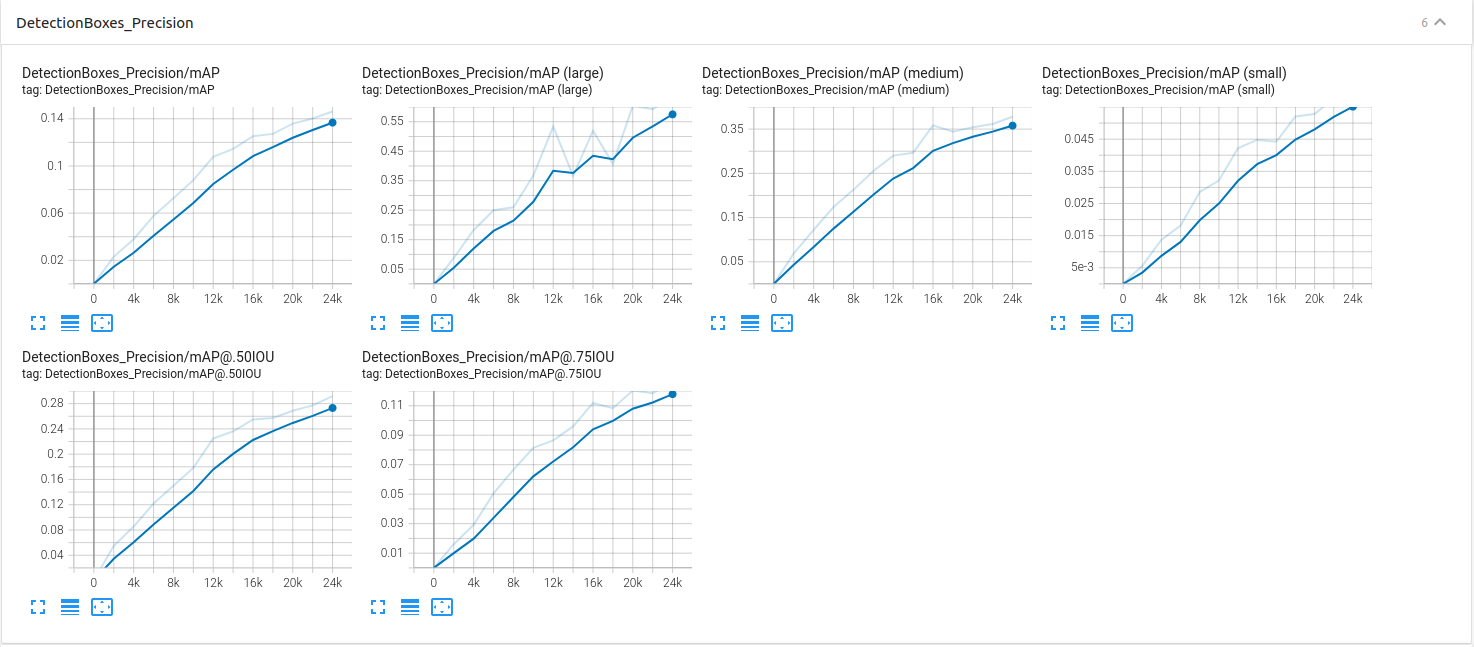 DetectionBoxes_Precision
6
DetectionBoxes_Precision/mAP
tag: DetectionBoxes_Precision/mAP
0.14
0.1
0.06
0.02
0 4k 8k 12k 16k 20k 24k
DetectionBoxes_Precision/mAP (large)
tag: DetectionBoxes_Precision/mAP (large)
0.55
0.45
0.35
0.25
0.15
0.05
0 4k 8k 12k 16k 20k 24k
DetectionBoxes_Precision/mAP (medium)
tag: DetectionBoxes_Precision/mAP (medium)
0.35
0.25
0.15
0.05
0 4k 8k 12k 16k 20k 24k
DetectionBoxes_Precision/mAP (small)
tag: DetectionBoxes_Precision/mAP (small)
0.045
0.035
0.025
0.015
5e-3
0 4k 8k 12k 16k 20k 24k
DetectionBoxes_Precision/mAP@.50IOU
tag: DetectionBoxes_Precision/mAP@.50IOU
0.28
0.24
0.2
0.16
0.12
0.08
0.04
0 4k 8k 12k 16k 20k 24k
DetectionBoxes_Precision/mAP@.75IOU
tag: DetectionBoxes_Precision/mAP@.75IOU
0.11
0.09
0.07
0.05
0.03
0.01
0 4k 8k 12k 16k 20k 24k